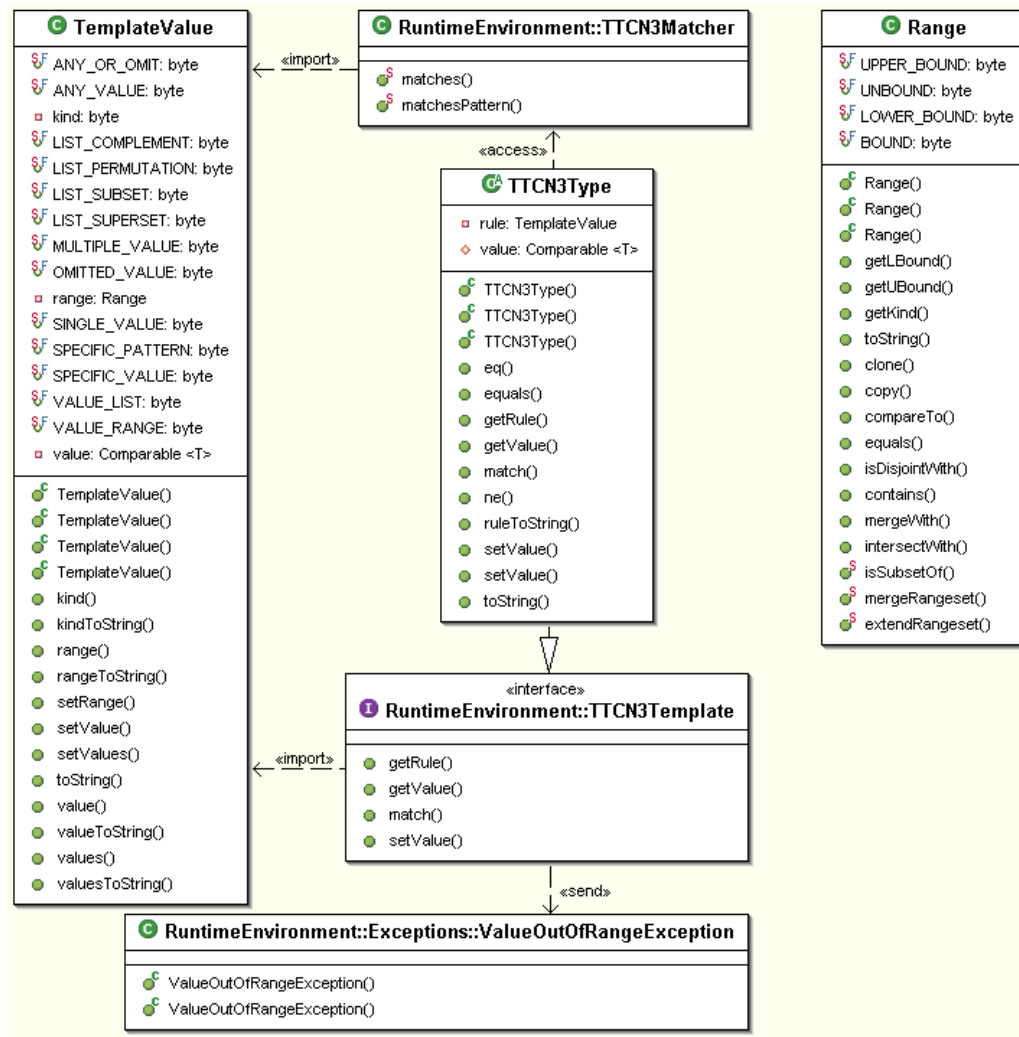 TemplateValue
ANY_OR_OMIT: byte
ANY_VALUE: byte
kind: byte
LIST_COMPLEMENT: byte
LIST_PERMUTATION: byte
LIST_SUBSET: byte
LIST_SUPERSET: byte
MULTIPLE_VALUE: byte
OMITTED_VALUE: byte
range: Range
SINGLE_VALUE: byte
SPECIFIC_PATTERN: byte
SPECIFIC_VALUE: byte
VALUE_LIST: byte
VALUE_RANGE: byte
value: Comparable <T>
TemplateValue()
TemplateValue()
TemplateValue()
TemplateValue()
kind()
kindToString()
range()
rangeToString()
setRange()
setValue()
setValues()
toString()
value()
valueToString()
values()
valuesToString()
«import»
RuntimeEnvironment::TTCN3Matcher
matches()
matchesPattern()
«access»
TTCN3Type
rule: TemplateValue
value: Comparable <T>
TTCN3Type()
TTCN3Type()
TTCN3Type()
eq()
equals()
getRule()
getValue()
match()
ne()
ruleToString()
setValue()
setValue()
toString()
«import»
«interface»
RuntimeEnvironment::TTCN3Template
getRule()
getValue()
match()
setValue()
«send»
RuntimeEnvironment::Exceptions::ValueOutOfRangeException
ValueOutOfRangeException()
ValueOutOfRangeException()
Range
UPPER_BOUND: byte
UNBOUND: byte
LOWER_BOUND: byte
BOUND: byte
Range()
Range()
Range()
getLBound()
getUBound()
getKind()
toString()
clone()
copy()
compareTo()
equals()
isDisjointWith()
contains()
mergeWith()
intersectWith()
isSubsetOf()
mergeRangeset()
extendRangeset()